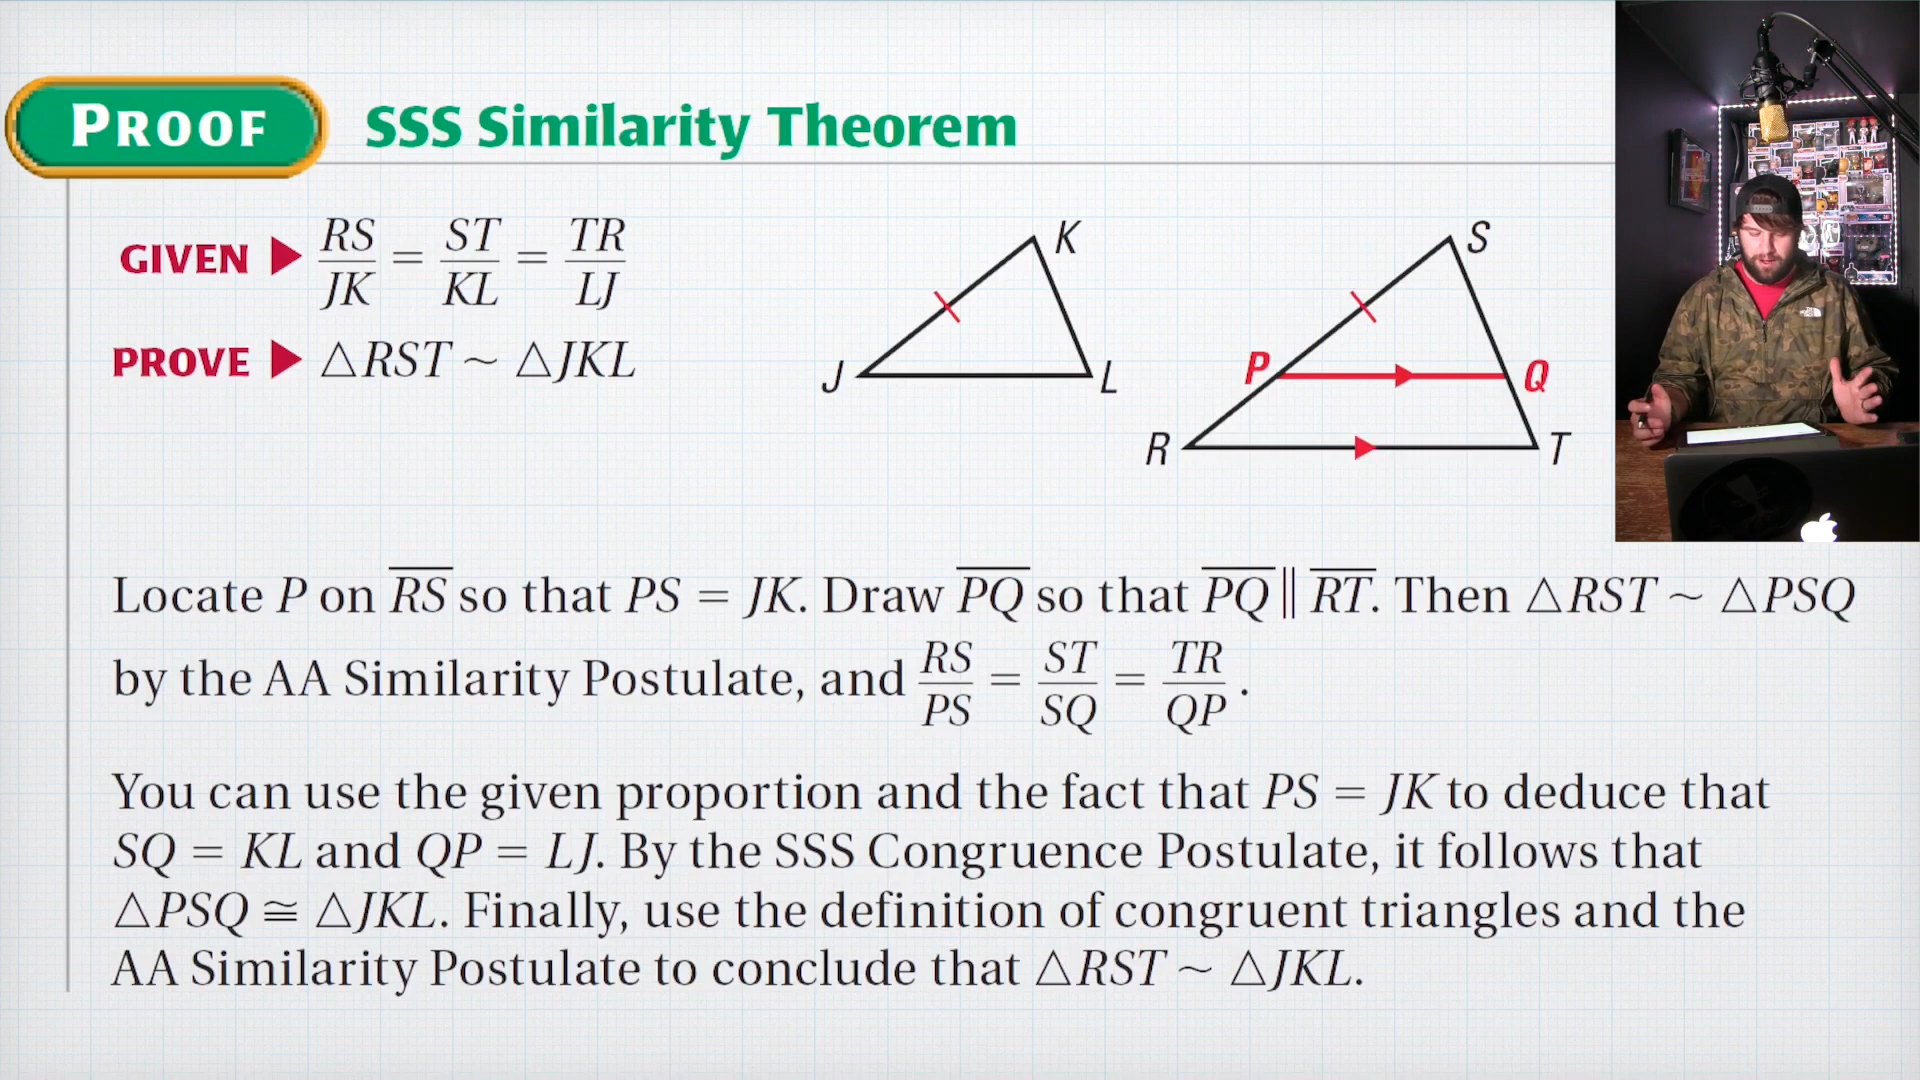 PROOF SSS Similarity Theorem
GIVEN ▶ RS/JK = ST/KL = TR/LJ
PROVE ▶ △RST ~ △JKL
K
J
L
S
P
Q
R
T
Locate P on R̅S̅ so that PS = JK. Draw P̅Q̅ so that P̅Q̅ ∥ R̅T̅. Then △RST ~ △PSQ
by the AA Similarity Postulate, and RS/PS = ST/SQ = TR/QP.
You can use the given proportion and the fact that PS = JK to deduce that
SQ = KL and QP = LJ. By the SSS Congruence Postulate, it follows that
△PSQ ≅ △JKL. Finally, use the definition of congruent triangles and the
AA Similarity Postulate to conclude that △RST ~ △JKL.